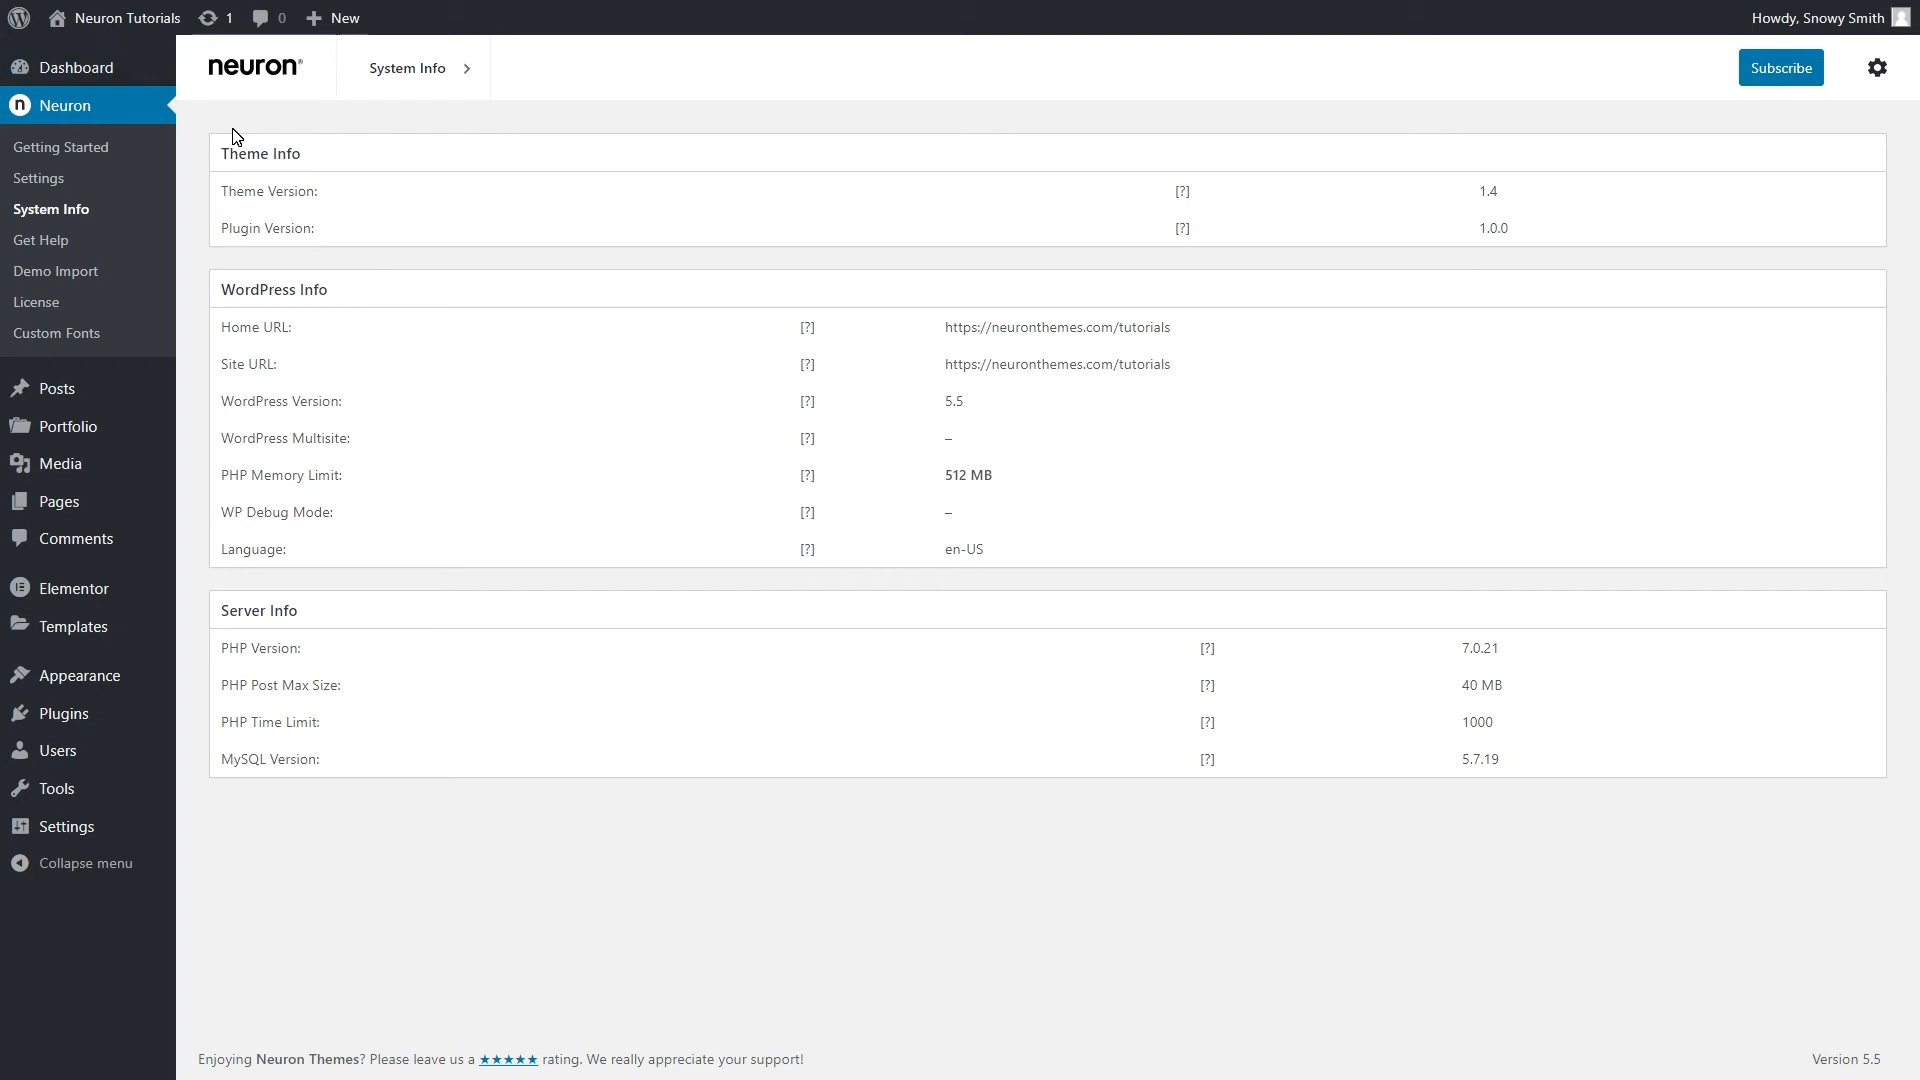 Neuron Tutorials 1 0 New Howdy, Snowy Smith
Dashboard
Neuron
Getting Started
Settings
System Info
Get Help
Demo Import
License
Custom Fonts
Posts
Portfolio
Media
Pages
Comments
Elementor
Templates
Appearance
Plugins
Users
Tools
Settings
Collapse menu
neuron® System Info Subscribe
Theme Info
Theme Version: [?] 1.4
Plugin Version: [?] 1.0.0
WordPress Info
Home URL: [?] https://neuronthemes.com/tutorials
Site URL: [?] https://neuronthemes.com/tutorials
WordPress Version: [?] 5.5
WordPress Multisite: [?] –
PHP Memory Limit: [?] 512 MB
WP Debug Mode: [?] –
Language: [?] en-US
Server Info
PHP Version: [?] 7.0.21
PHP Post Max Size: [?] 40 MB
PHP Time Limit: [?] 1000
MySQL Version: [?] 5.7.19
Enjoying Neuron Themes? Please leave us a ★★★★★ rating. We really appreciate your support! Version 5.5